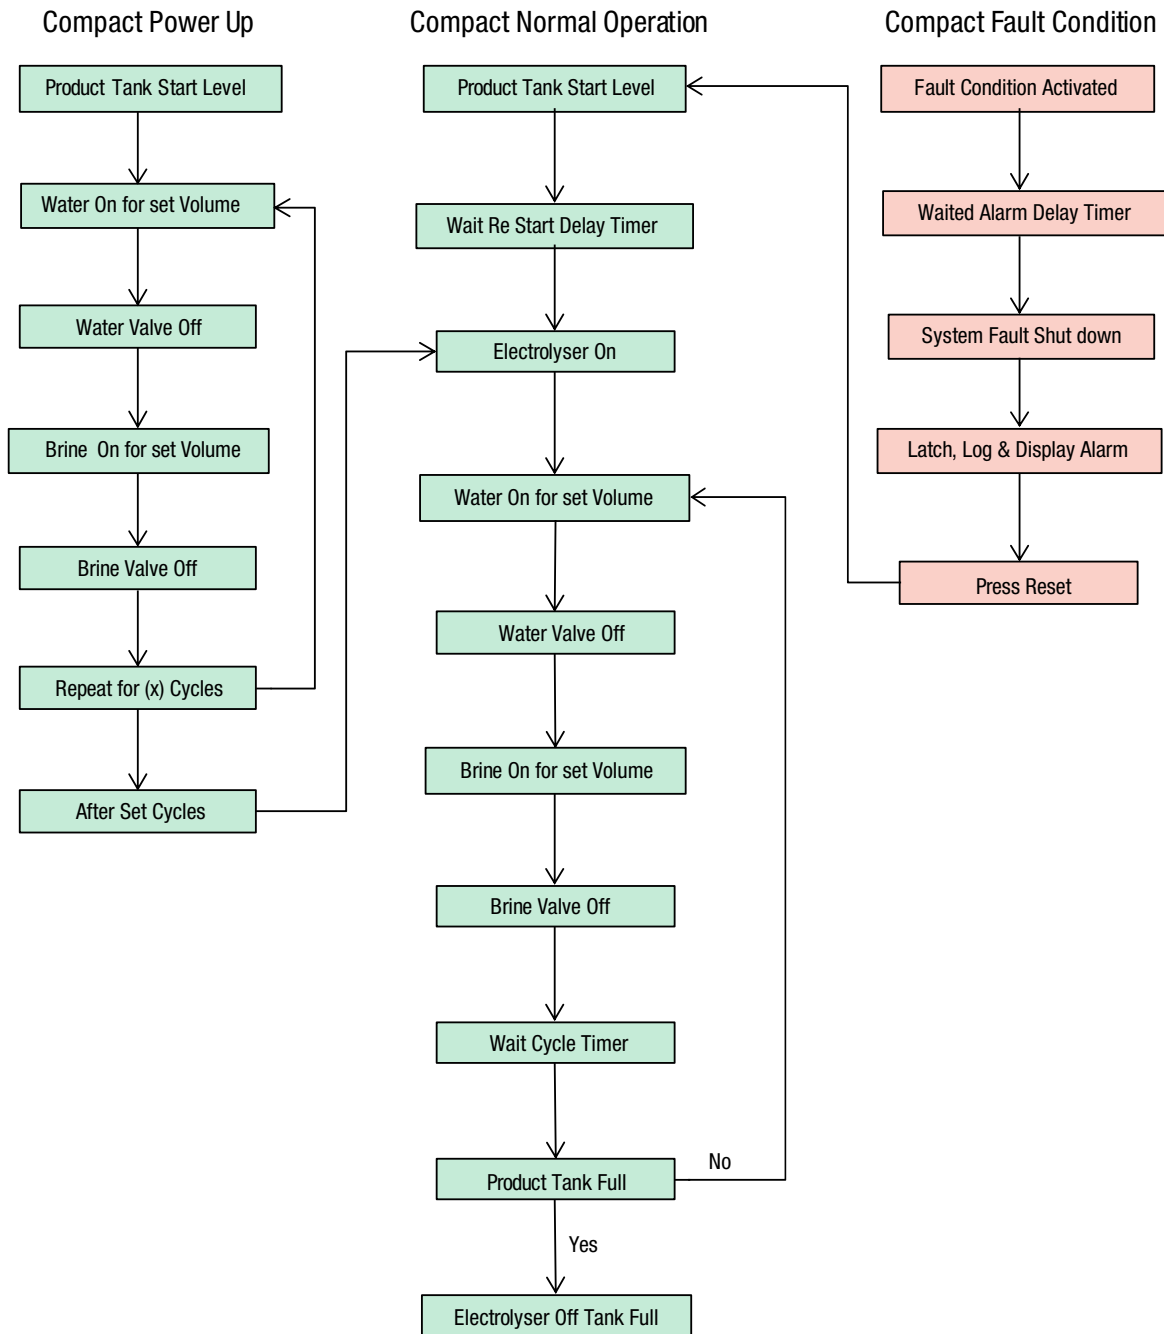 Compact Power Up
Product Tank Start Level
Water On for set Volume
Water Valve Off
Brine On for set Volume
Brine Valve Off
Repeat for (x) Cycles
After Set Cycles
Compact Normal Operation
Product Tank Start Level
Wait Re Start Delay Timer
Electrolyser On
Water On for set Volume
Water Valve Off
Brine On for set Volume
Brine Valve Off
Wait Cycle Timer
Product Tank Full
No
Yes
Electrolyser Off Tank Full
Compact Fault Condition
Fault Condition Activated
Waited Alarm Delay Timer
System Fault Shut down
Latch, Log & Display Alarm
Press Reset